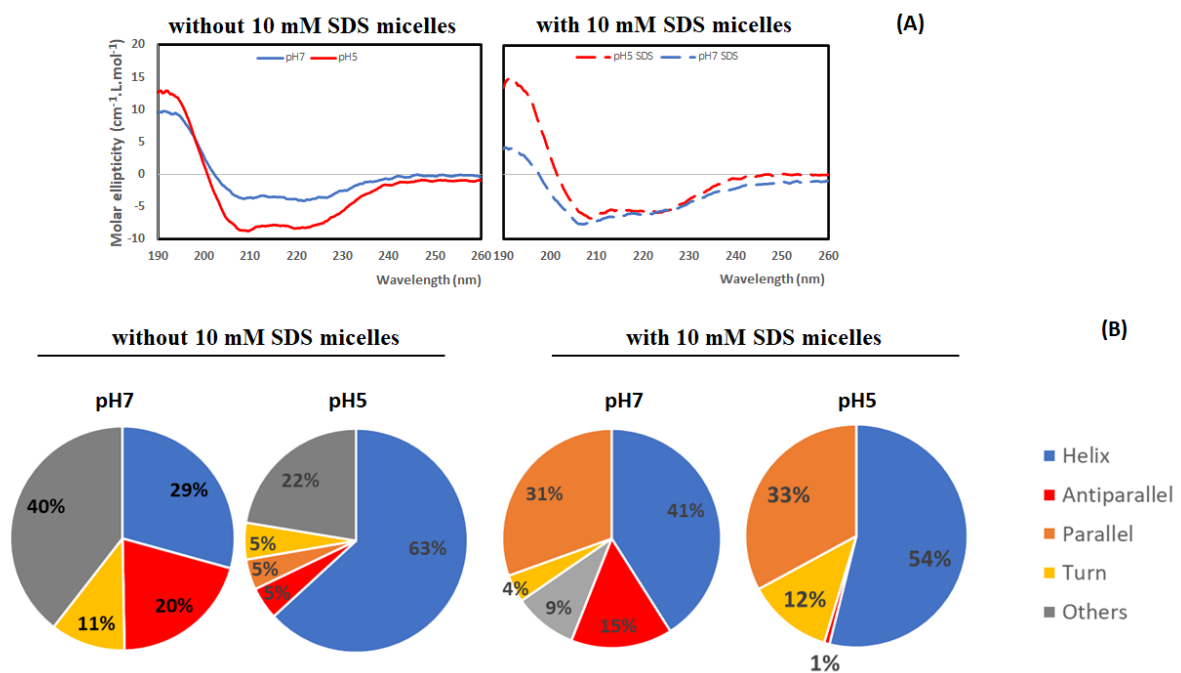 without 10 mM SDS micelles
with 10 mM SDS micelles
(A)
pH7 pH5
pH5 SDS pH7 SDS
Molar ellipticity (cm⁻¹.L.mol⁻¹)
20
15
10
5
0
-5
-10
190 200 210 220 230 240 250 260
190 200 210 220 230 240 250 260
Wavelength (nm)
Wavelength (nm)
without 10 mM SDS micelles
with 10 mM SDS micelles
(B)
pH7
pH5
pH7
pH5
40%
29%
20%
11%
22%
63%
5%
5%
5%
31%
41%
4%
9%
15%
33%
54%
12%
1%
Helix
Antiparallel
Parallel
Turn
Others